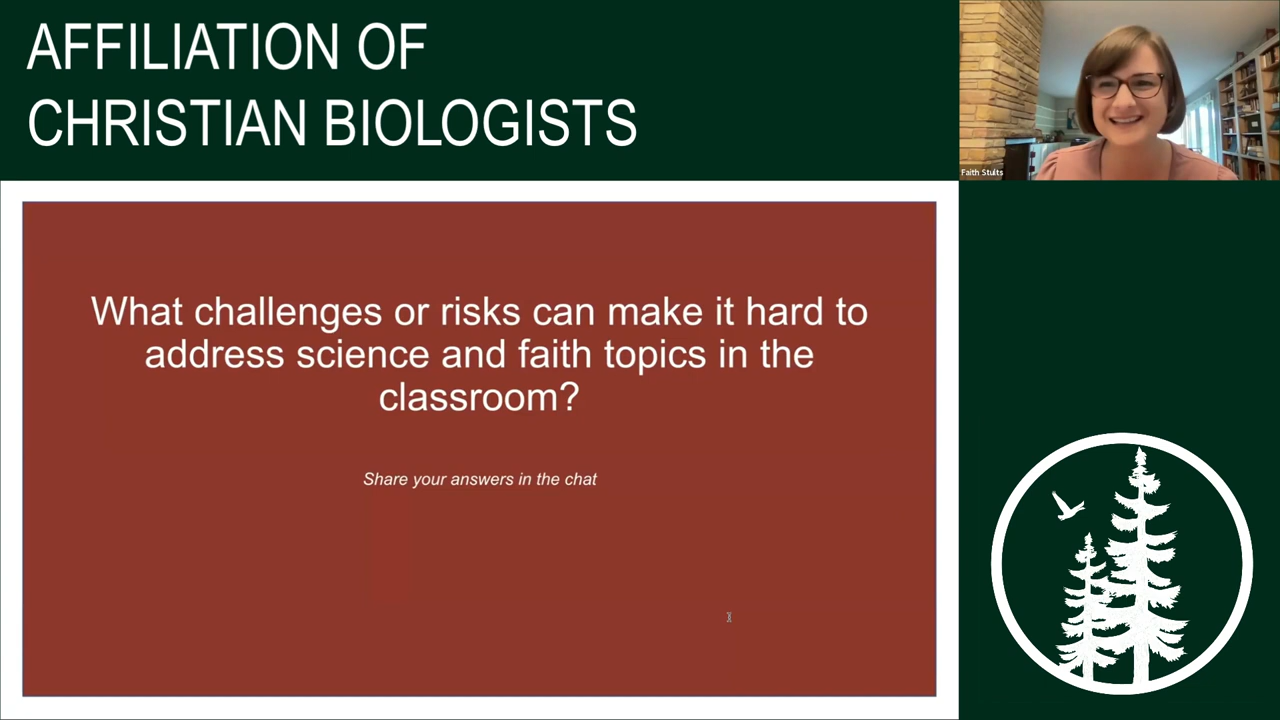 AFFILIATION OF
CHRISTIAN BIOLOGISTS
Faith Stults
What challenges or risks can make it hard to
address science and faith topics in the
classroom?
Share your answers in the chat